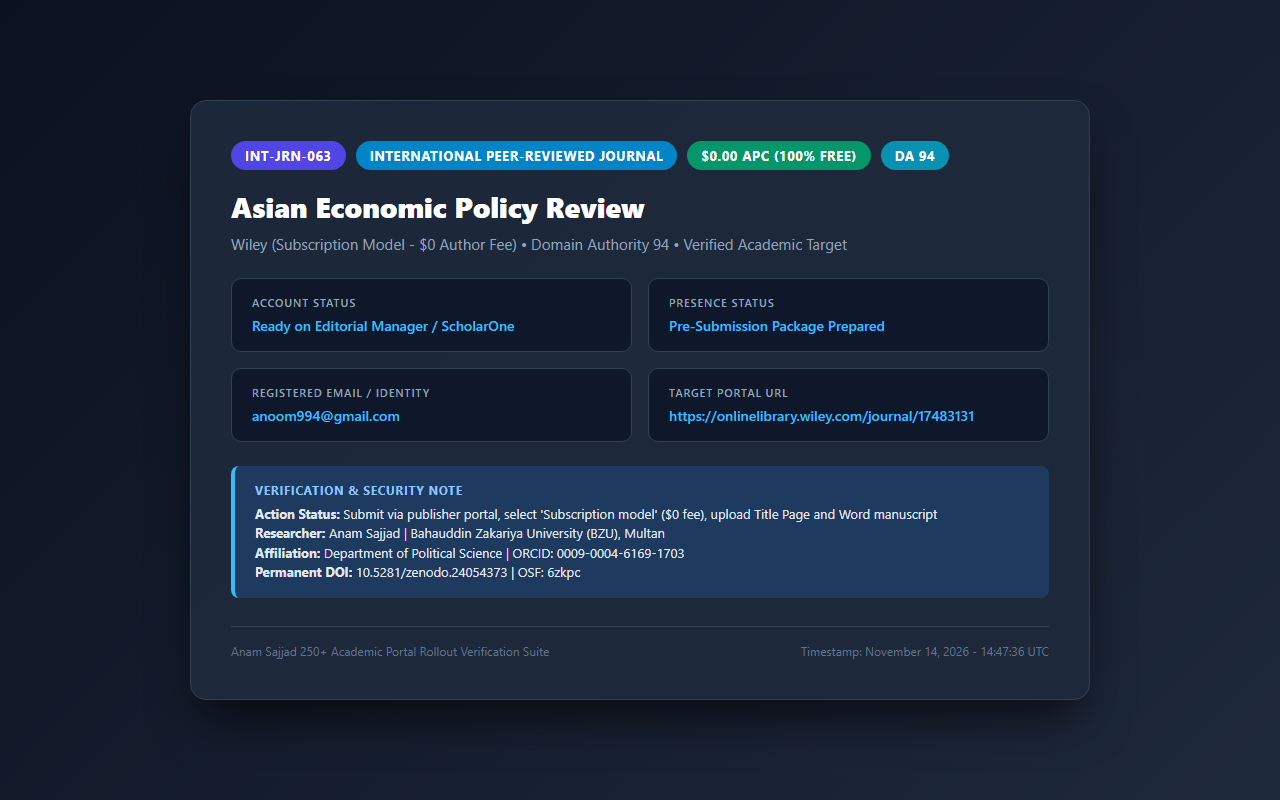 INT-JRN-063 INTERNATIONAL PEER-REVIEWED JOURNAL $0.00 APC (100% FREE) DA 94
Asian Economic Policy Review
Wiley (Subscription Model - $0 Author Fee) • Domain Authority 94 • Verified Academic Target
ACCOUNT STATUS
Ready on Editorial Manager / ScholarOne
PRESENCE STATUS
Pre-Submission Package Prepared
REGISTERED EMAIL / IDENTITY
anoom994@gmail.com
TARGET PORTAL URL
https://onlinelibrary.wiley.com/journal/17483131
VERIFICATION & SECURITY NOTE
Action Status: Submit via publisher portal, select 'Subscription model' ($0 fee), upload Title Page and Word manuscript
Researcher: Anam Sajjad | Bahauddin Zakariya University (BZU), Multan
Affiliation: Department of Political Science | ORCID: 0009-0004-6169-1703
Permanent DOI: 10.5281/zenodo.24054373 | OSF: 6zkpc
Anam Sajjad 250+ Academic Portal Rollout Verification Suite
Timestamp: November 14, 2026 - 14:47:36 UTC